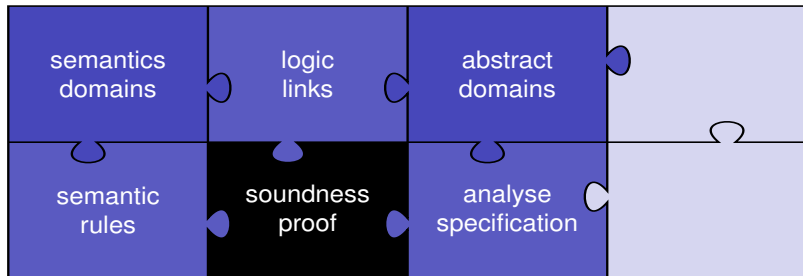 semantics
domains
logic
links
abstract
domains
semantic
rules
soundness
proof
analyse
specification